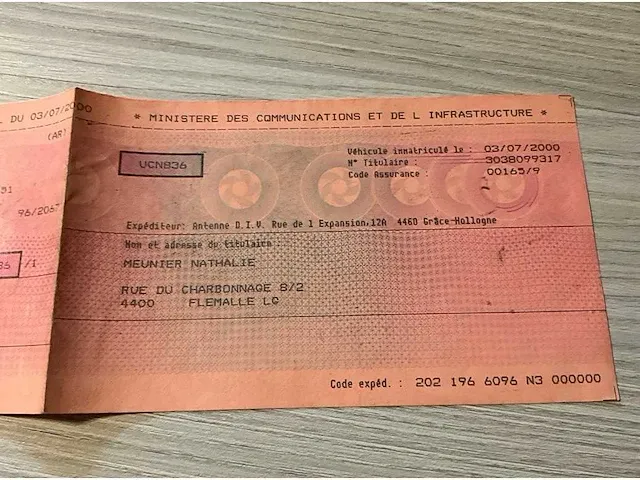 DU 03/07/2000
(AR)
96/2067
/I
* MINISTERE DES COMMUNICATIONS ET DE L INFRASTRUCTURE *
UCN836
Véhicule immatriculé le : 03/07/2000
N° Titulaire : 3038099317
Code Assurance : 00165/9
Expéditeur: Antenne D.I.V. Rue de l Expansion,12A 4460 Grâce-Hollogne
Nom et adresse du titulaire
MEUNIER NATHALIE
RUE DU CHARBONNAGE 8/2
4400 FLEMALLE LG
Code expéd. : 202 196 6096 N3 000000